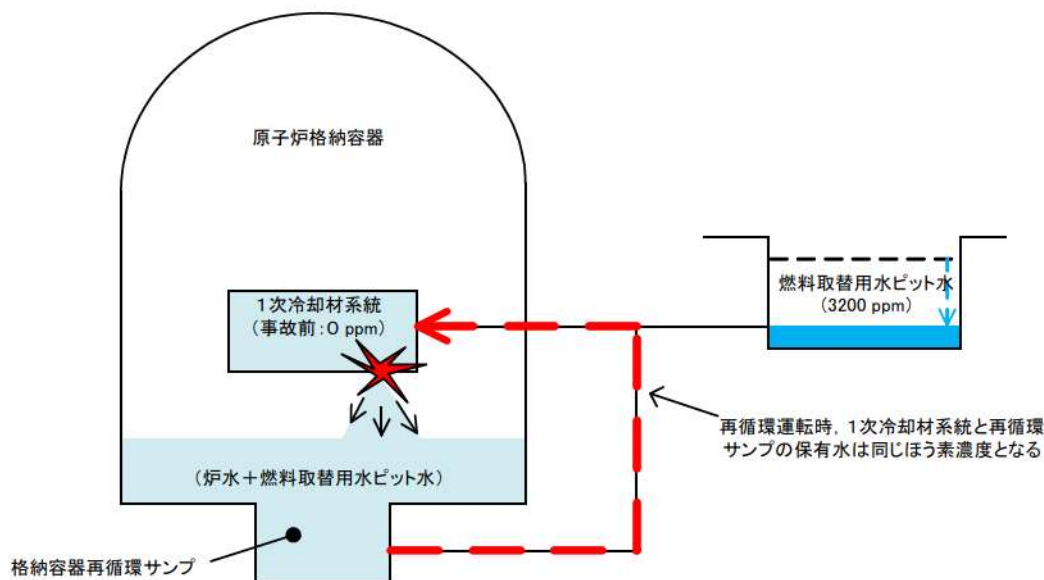 原子炉格納容器
1次冷却材系統
(事故前:0 ppm)
燃料取替用水ピット水
(3200 ppm)
再循環運転時,1次冷却材系統と再循環
サンプの保有水は同じほう素濃度となる
(炉水+燃料取替用水ピット水)
格納容器再循環サンプ